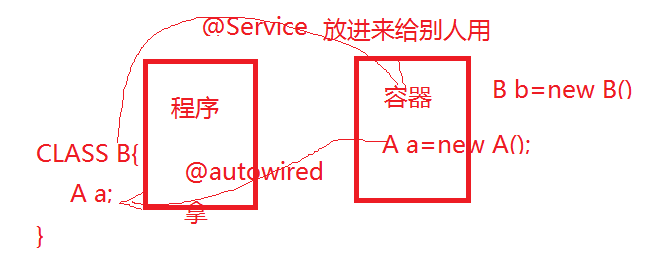 @Service 放进来给别人用
程序
容器
B b=new B()
CLASS B{
A a=new A();
@autowired
A a;
拿
}